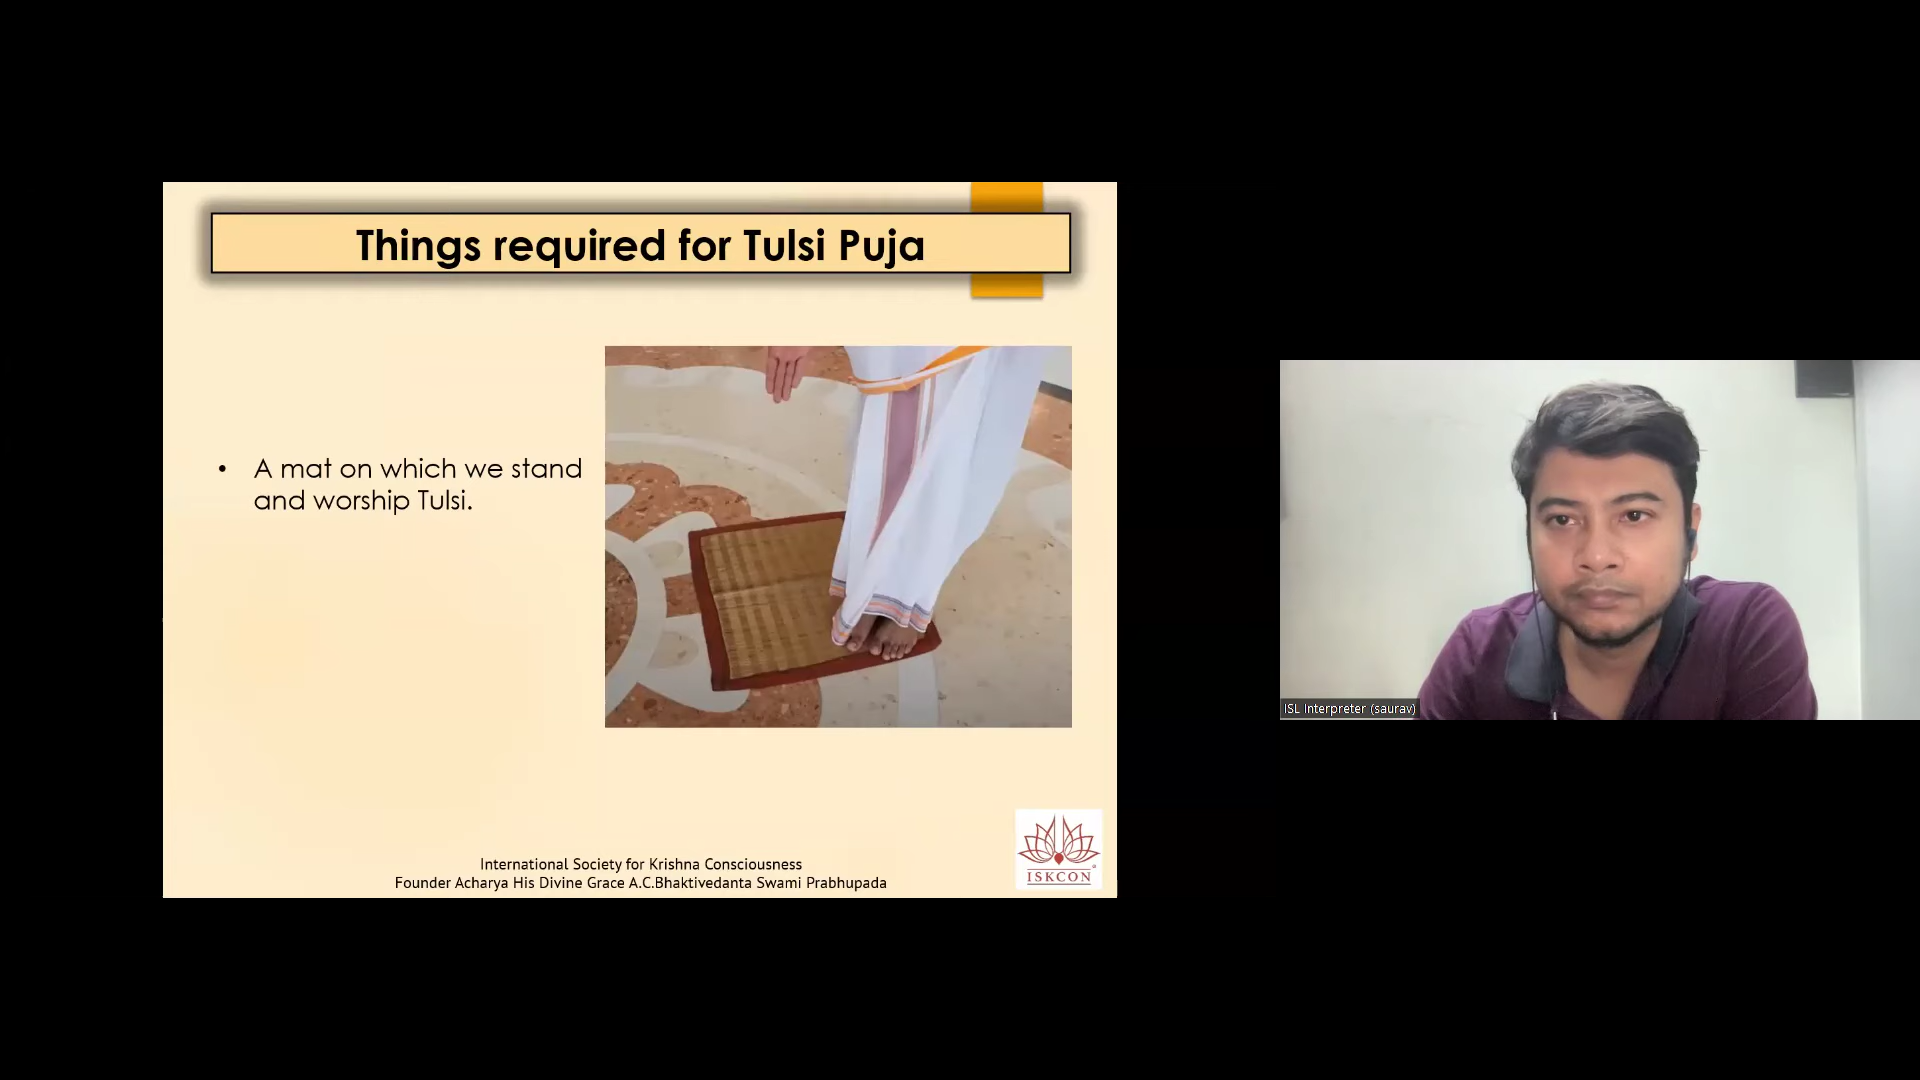 Things required for Tulsi Puja
• A mat on which we stand
and worship Tulsi.
International Society for Krishna Consciousness
Founder Acharya His Divine Grace A.C.Bhaktivedanta Swami Prabhupada
ISKCON
ISL Interpreter (saurav)